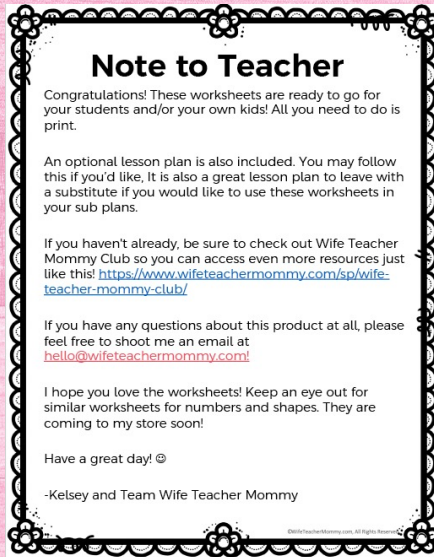 Note to Teacher
Congratulations! These worksheets are ready to go for
your students and/or your own kids! All you need to do is
print.
An optional lesson plan is also included. You may follow
this if you'd like, It is also a great lesson plan to leave with
a substitute if you would like to use these worksheets in
your sub plans.
If you haven't already, be sure to check out Wife Teacher
Mommy Club so you can access even more resources just
like this! https://www.wifeteachermommy.com/sp/wife-
teacher-mommy-club/
If you have any questions about this product at all, please
feel free to shoot me an email at
hello@wifeteachermommy.com!
I hope you love the worksheets! Keep an eye out for
similar worksheets for numbers and shapes. They are
coming to my store soon!
Have a great day! ☺
-Kelsey and Team Wife Teacher Mommy
©WifeTeacherMommy.com, All Rights Reserved.